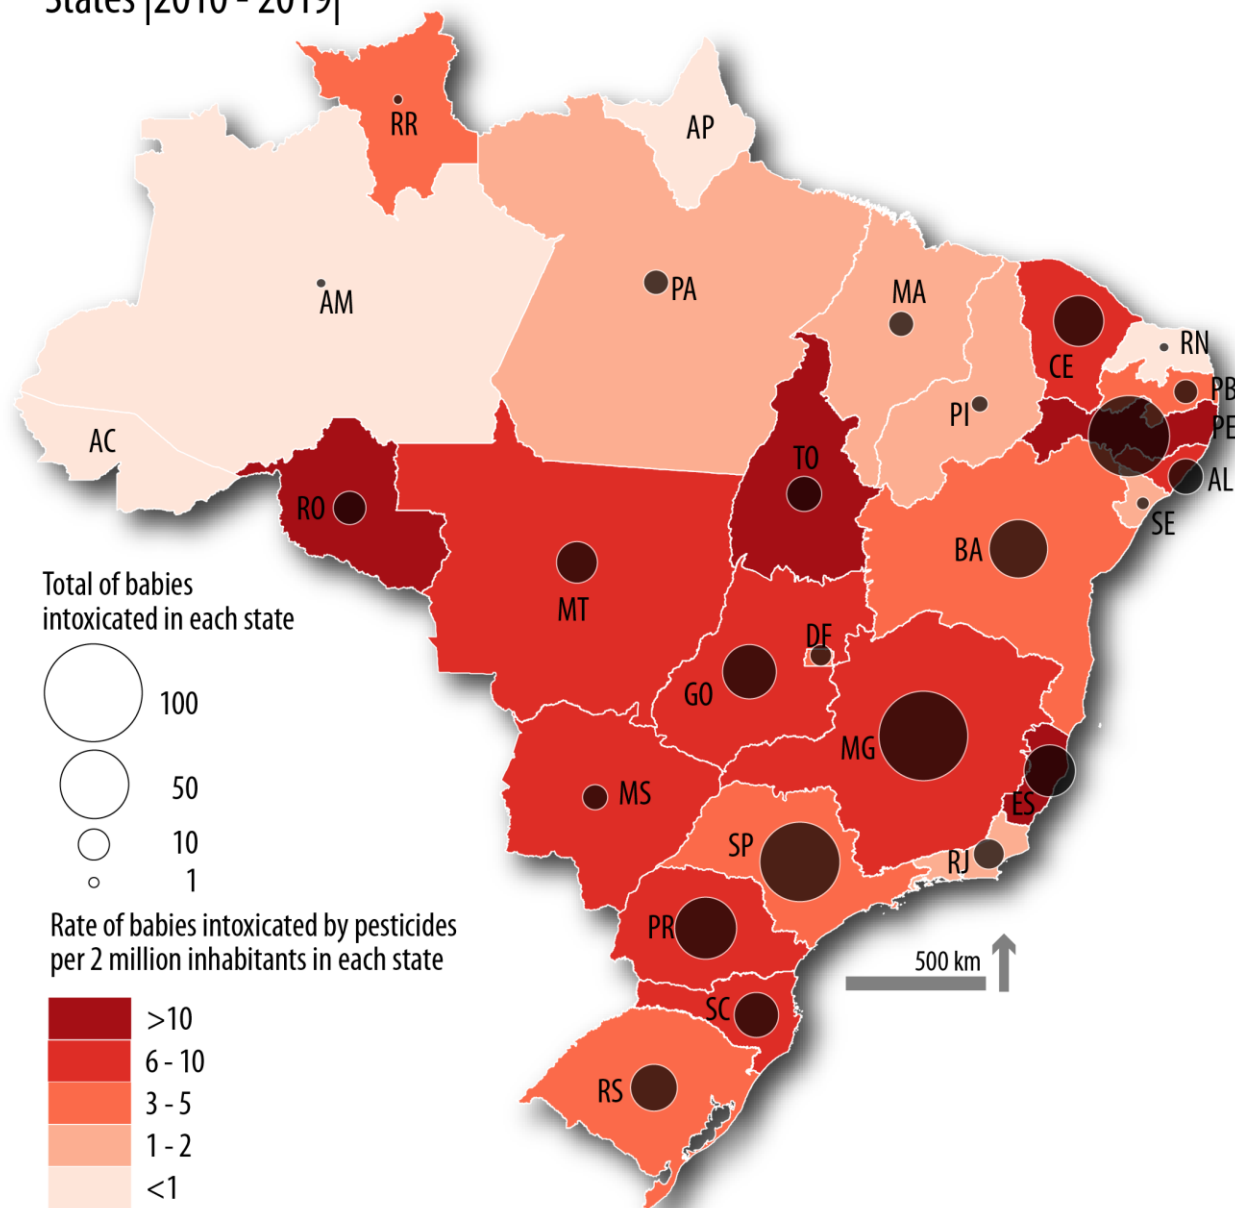 States |2010 - 2019|
RR
AP
AM
PA
MA
CE
RN
PB
PI
PE
AC
TO
AL
RO
SE
BA
MT
DF
GO
MG
MS
ES
SP
RJ
PR
SC
RS
Total of babies
intoxicated in each state
100
50
10
1
Rate of babies intoxicated by pesticides
per 2 million inhabitants in each state
>10
6 - 10
3 - 5
1 - 2
<1
500 km